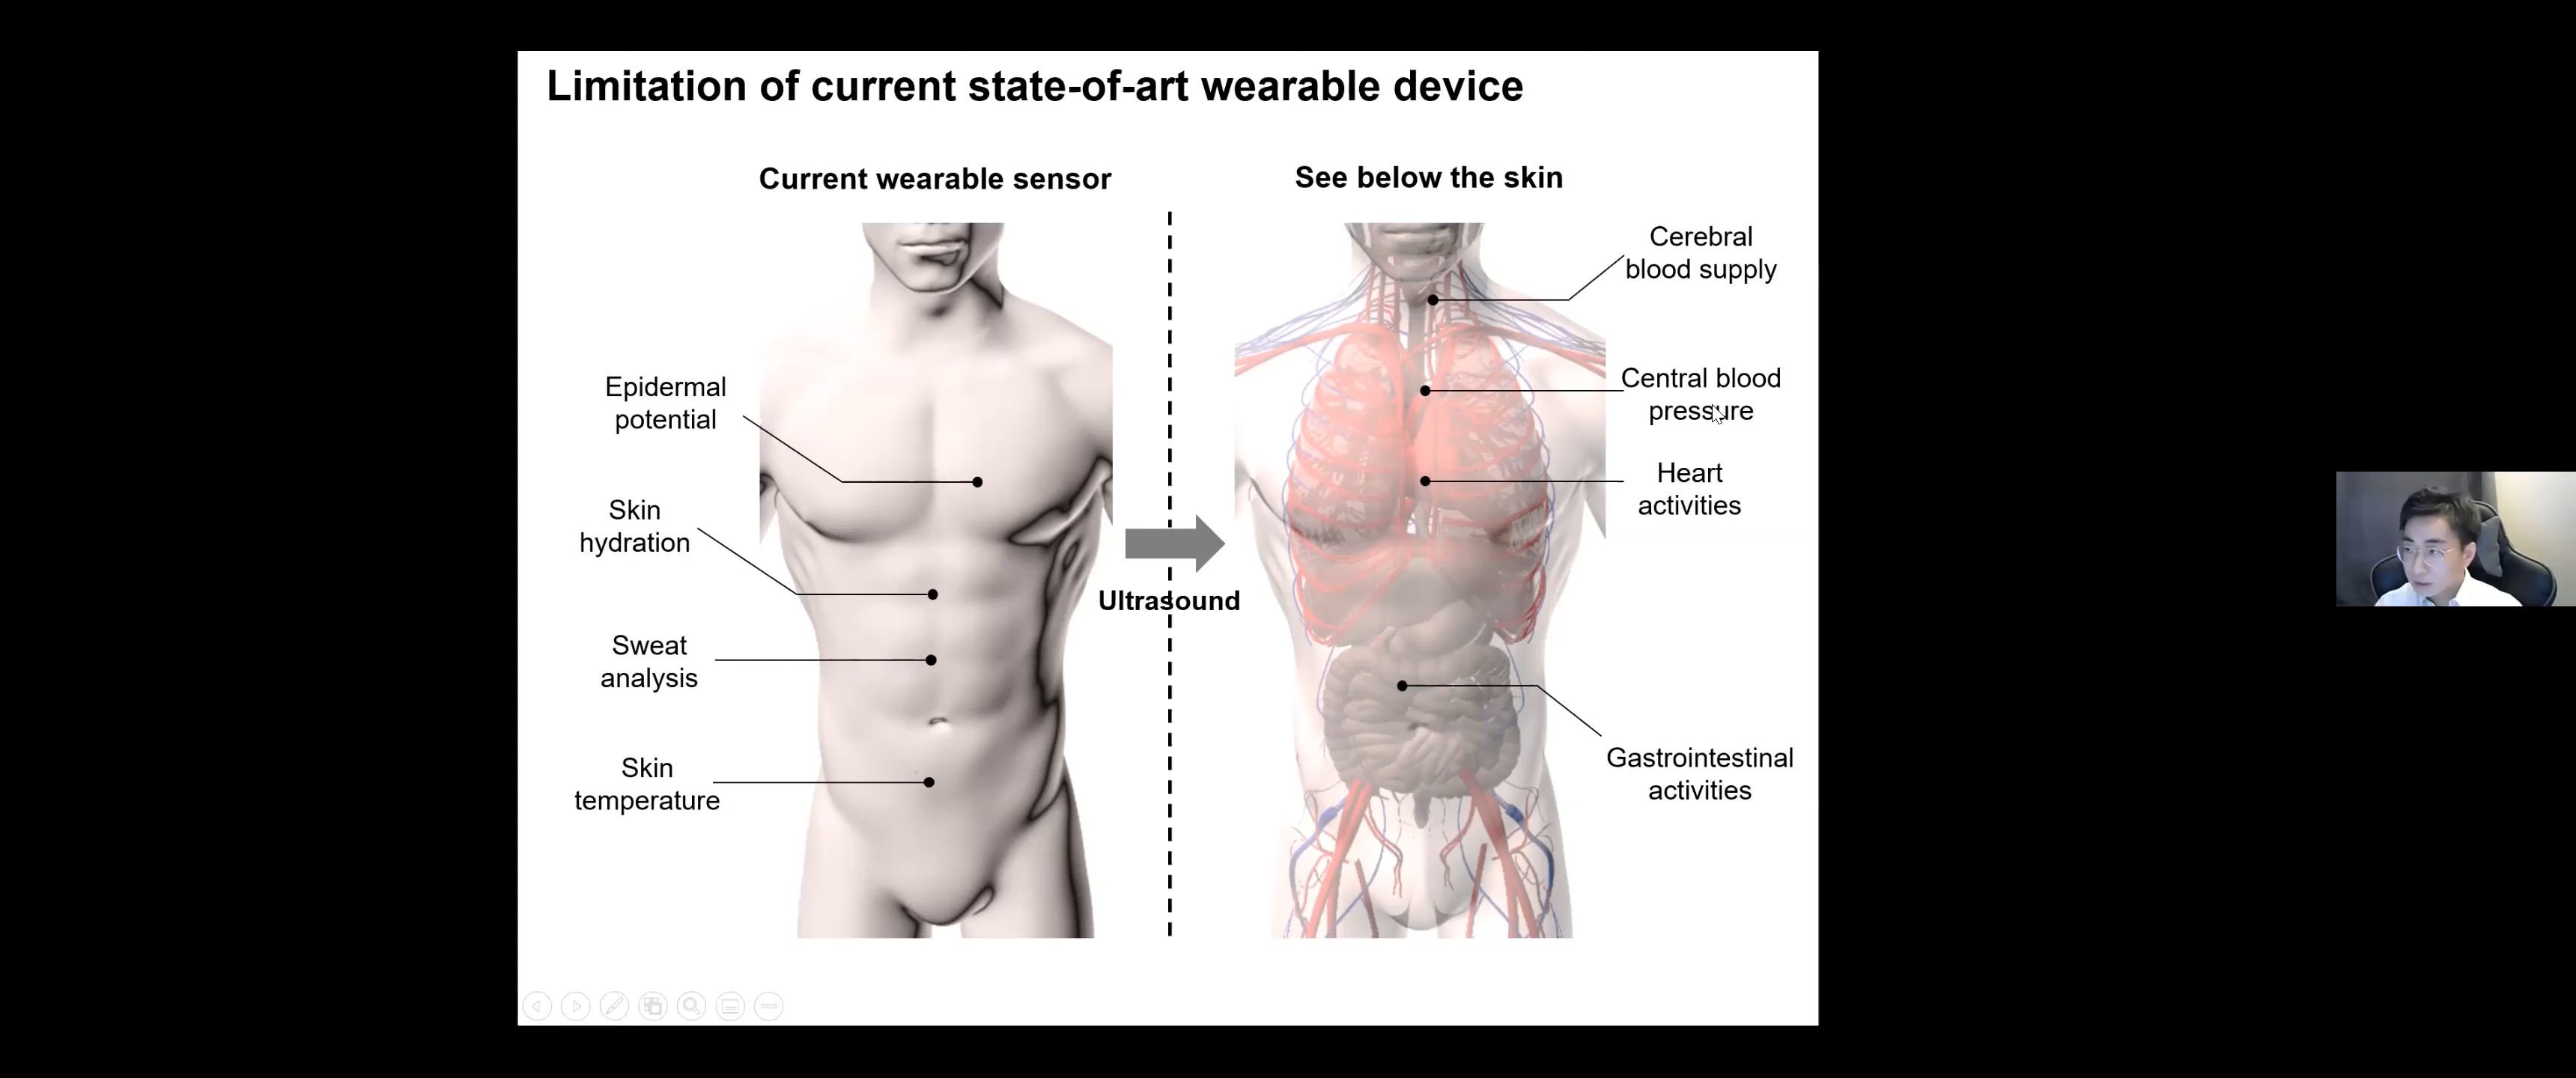 Limitation of current state-of-art wearable device
Current wearable sensor
Epidermal
potential
Skin
hydration
Sweat
analysis
Skin
temperature
Ultrasound
See below the skin
Cerebral
blood supply
Central blood
pressure
Heart
activities
Gastrointestinal
activities